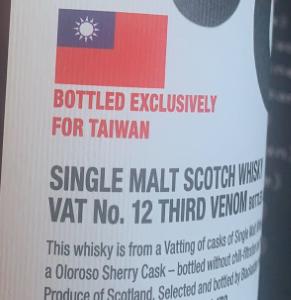 BOTTLED EXCLUSIVELY
FOR TAIWAN
SINGLE MALT SCOTCH WHISKY
VAT No. 12 THIRD VENOM
This whisky is from a Vatting of casks of Single Malt
a Oloroso Sherry Cask – bottled without chill-filtration
Produce of Scotland. Selected and bottled by